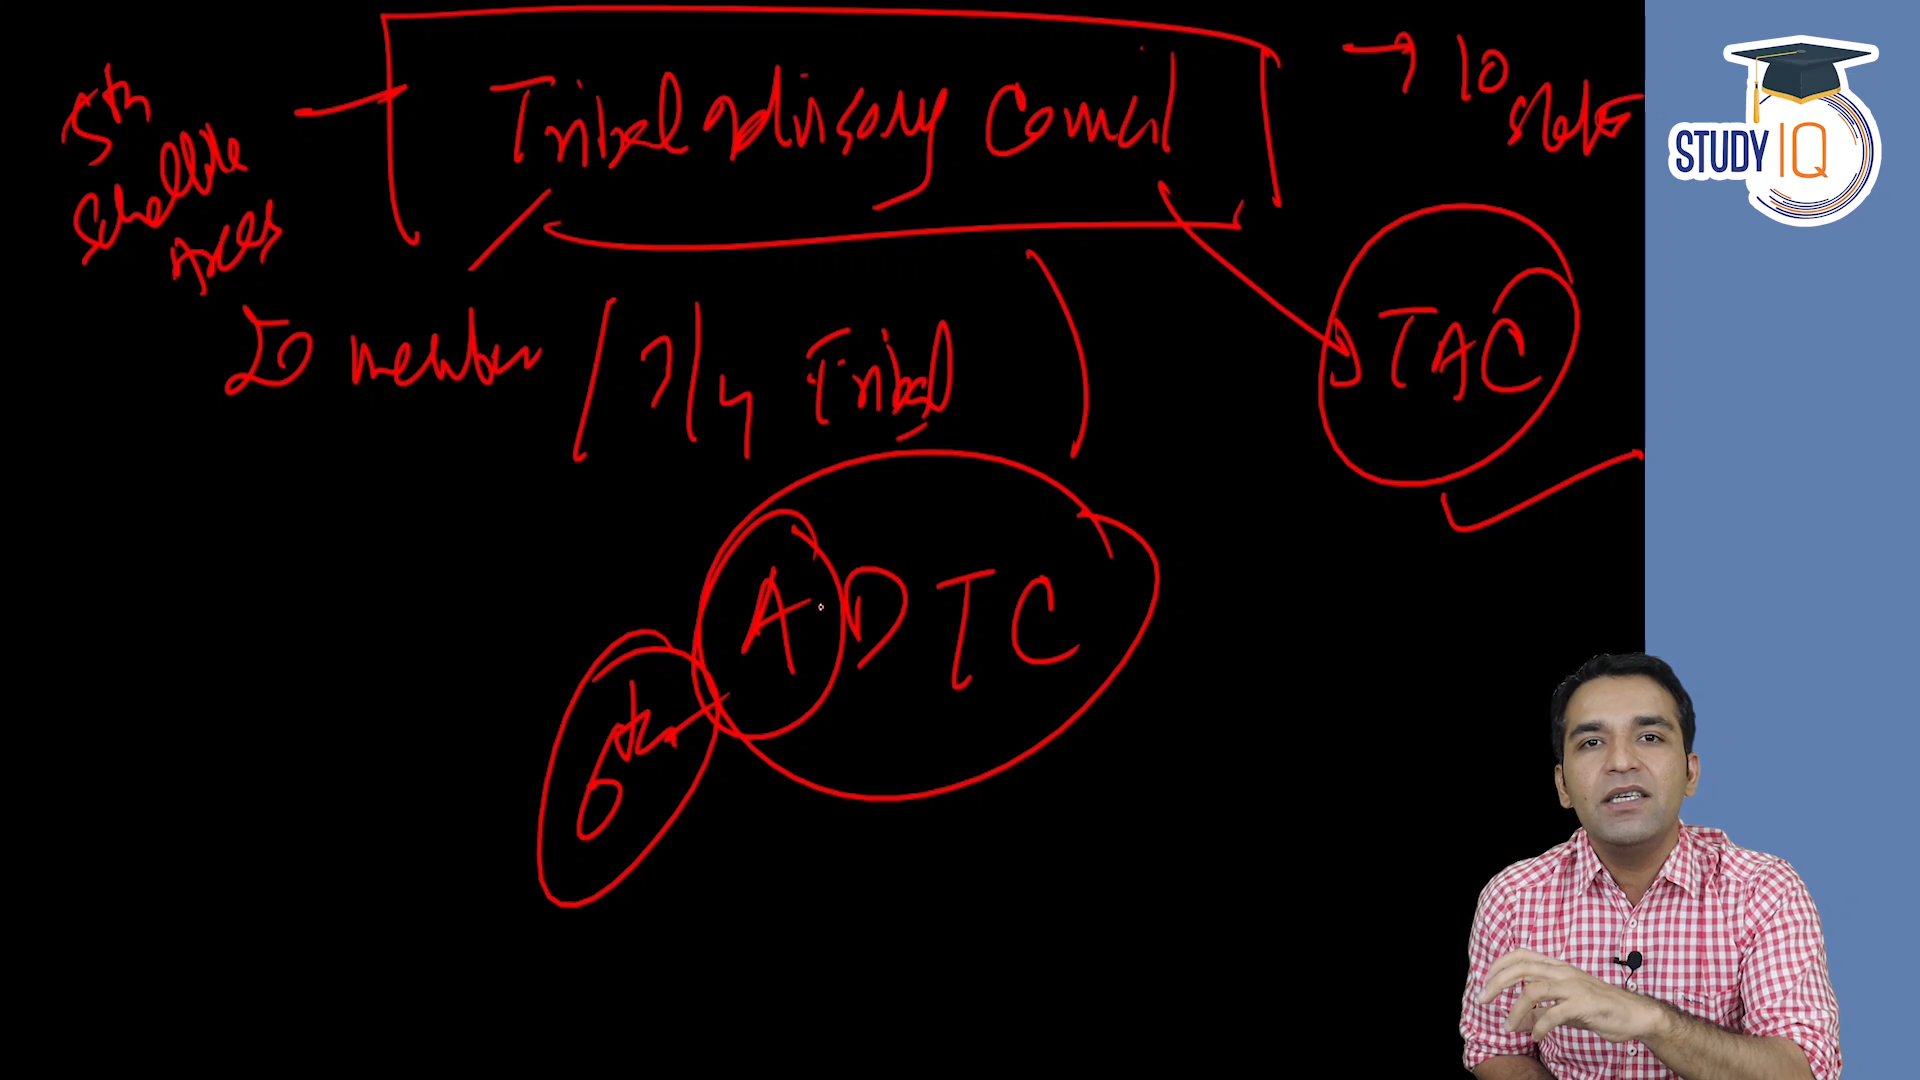 5th
Schedule
Areas
Tribal advisory Council
→ 10
states
20 member
3/4 Tribal
TAC
ADTC
6th
STUDY IQ